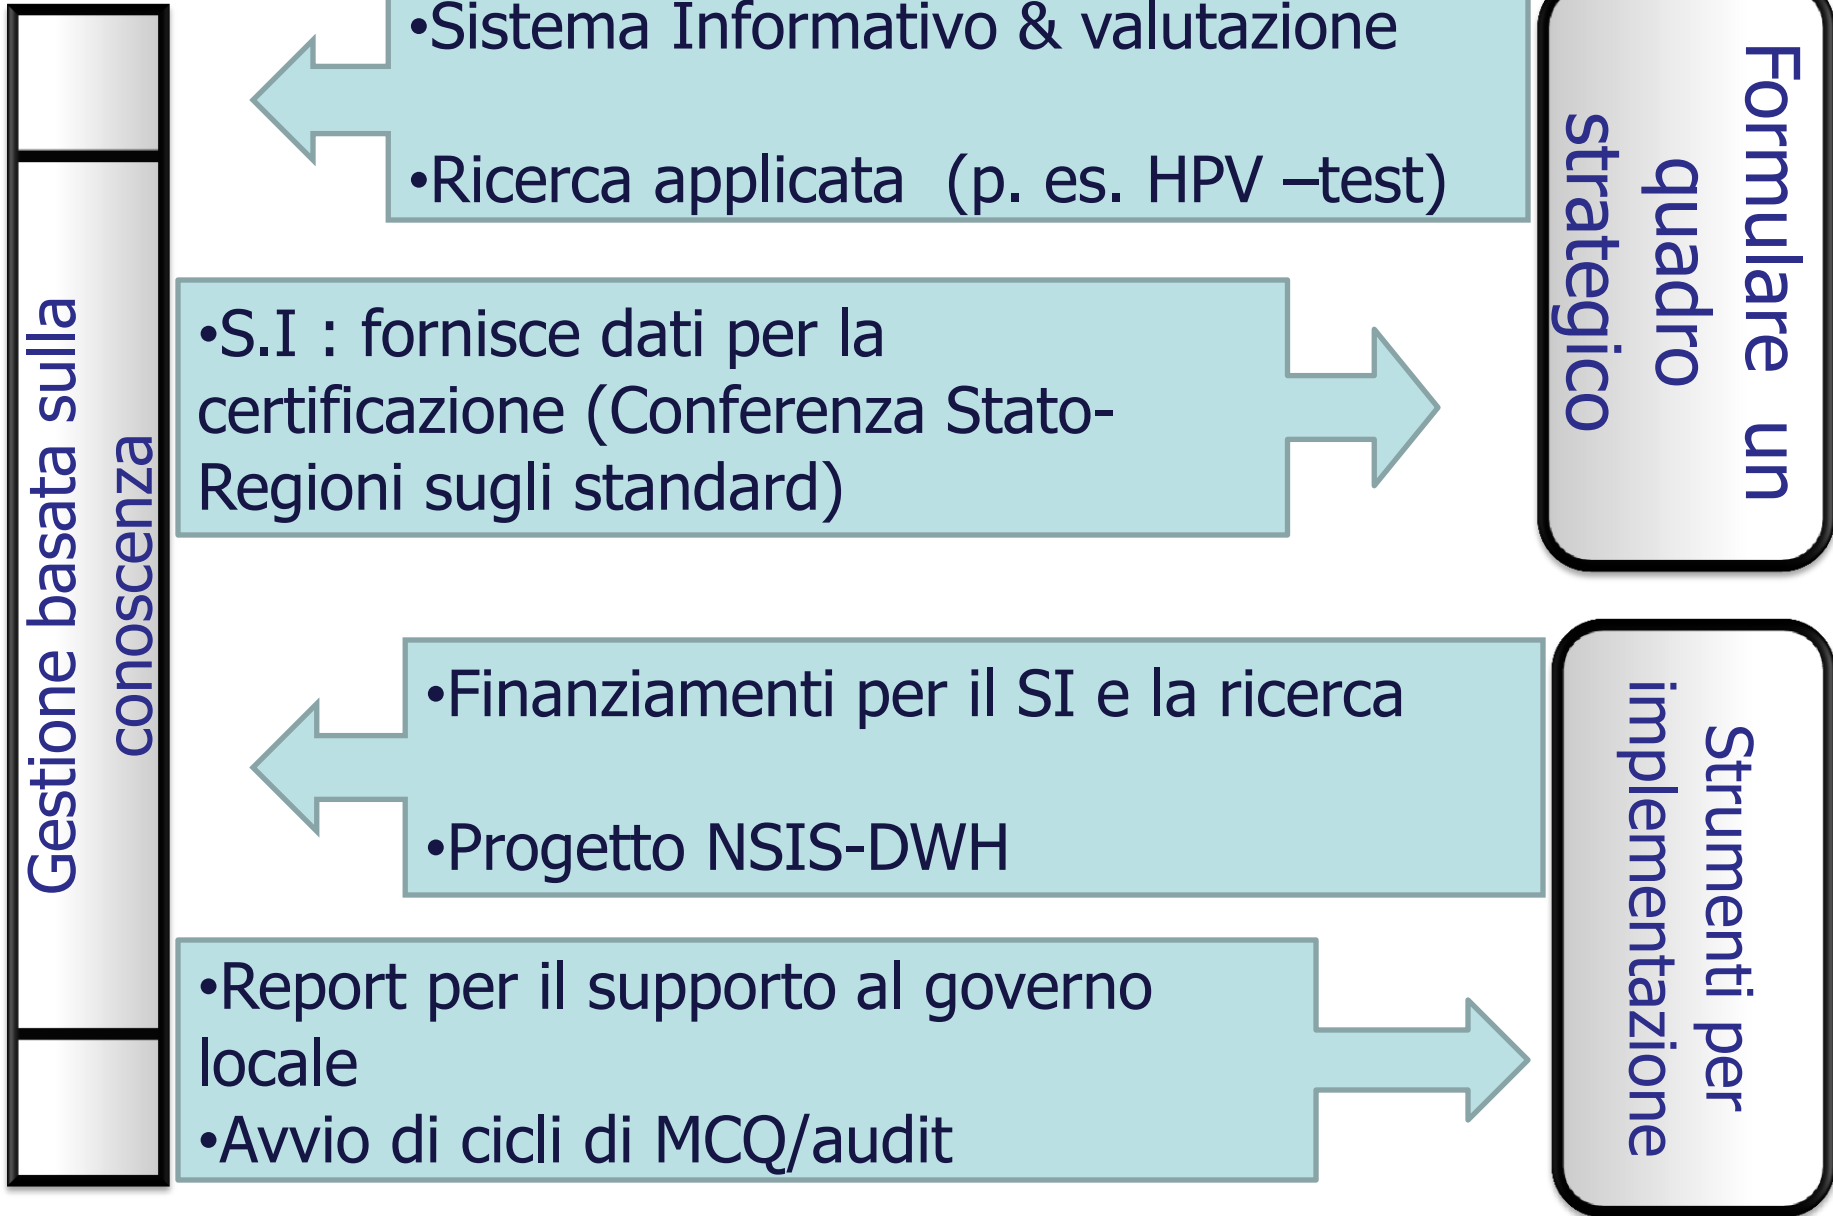 Gestione basata sulla
conoscenza
•Sistema Informativo & valutazione
•Ricerca applicata (p. es. HPV –test)
•S.I : fornisce dati per la
certificazione (Conferenza Stato-
Regioni sugli standard)
Formulare un
quadro
strategico
•Finanziamenti per il SI e la ricerca
•Progetto NSIS-DWH
•Report per il supporto al governo
locale
•Avvio di cicli di MCQ/audit
Strumenti per
implementazione